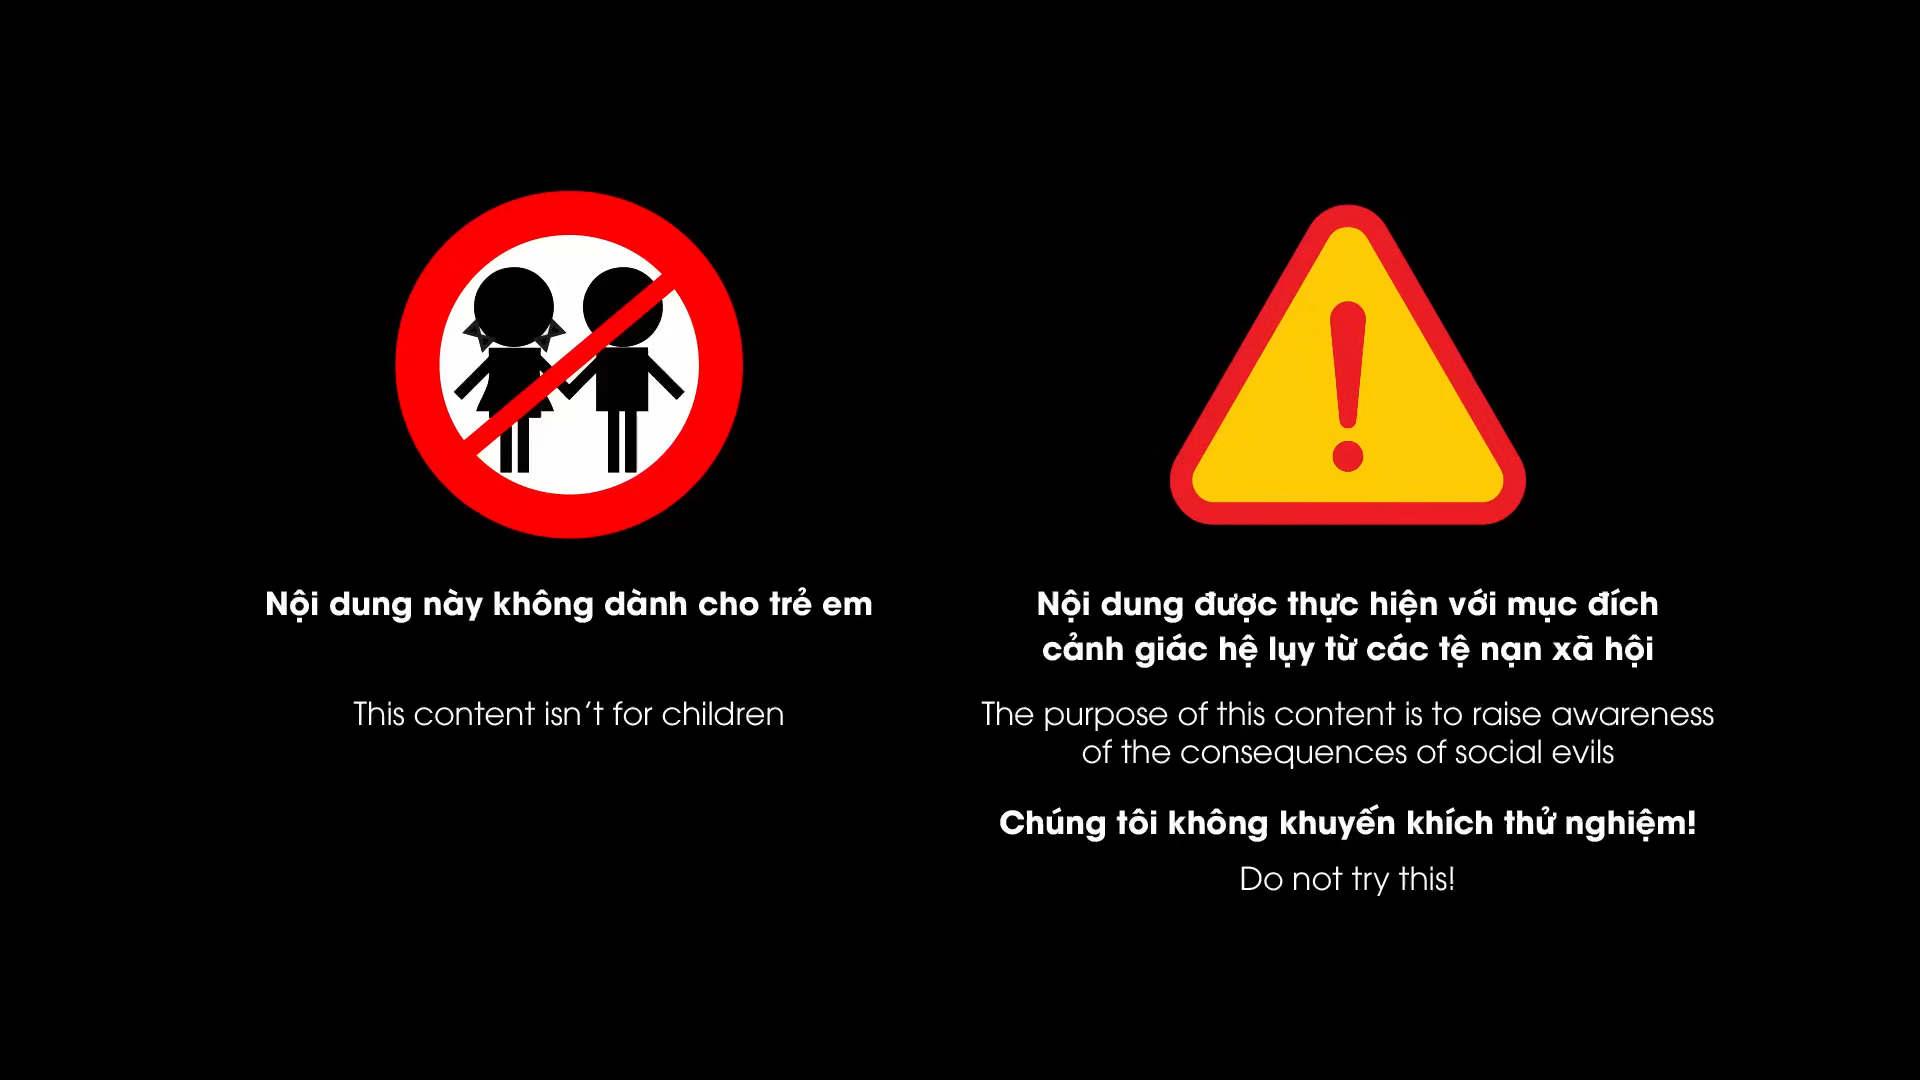 Nội dung này không dành cho trẻ em
This content isn't for children
Nội dung được thực hiện với mục đích
cảnh giác hệ lụy từ các tệ nạn xã hội
The purpose of this content is to raise awareness
of the consequences of social evils
Chúng tôi không khuyến khích thử nghiệm!
Do not try this!